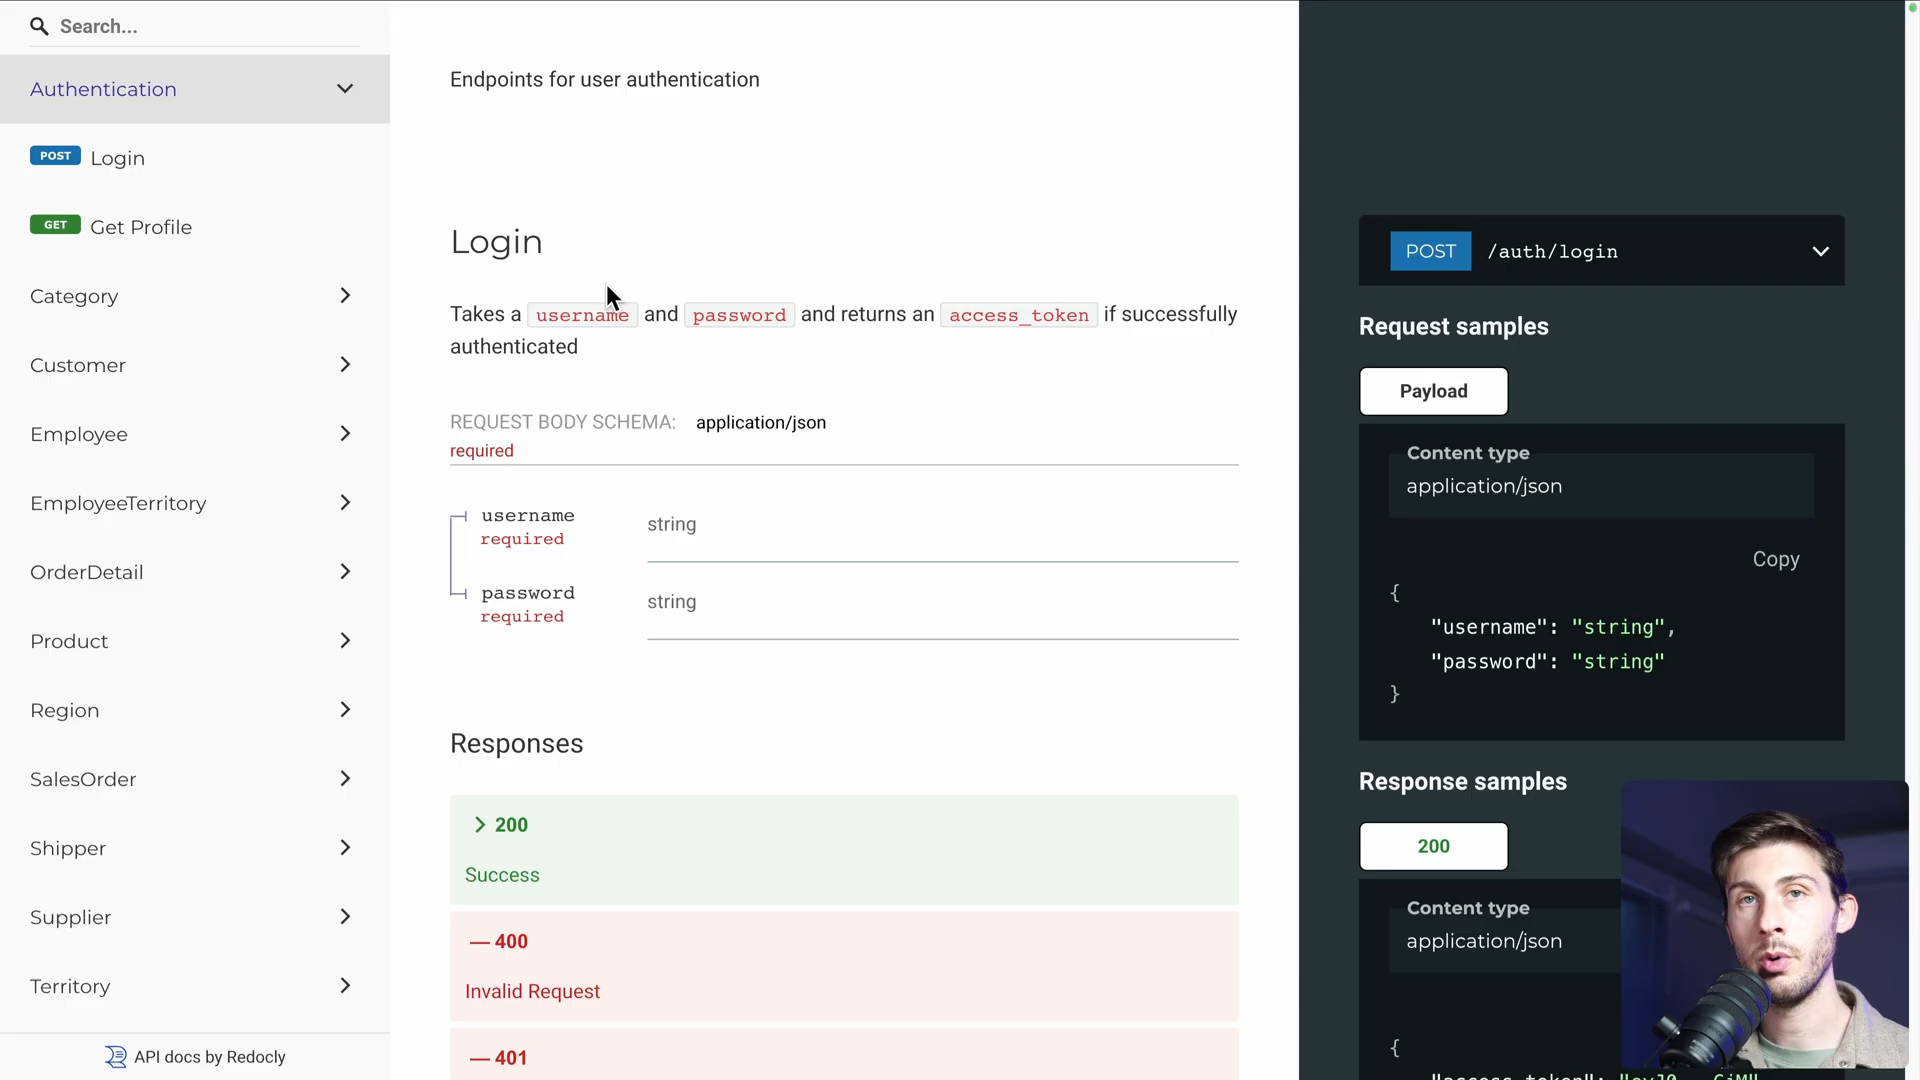 Search...
Authentication
POST Login
GET Get Profile
Category
Customer
Employee
EmployeeTerritory
OrderDetail
Product
Region
SalesOrder
Shipper
Supplier
Territory
API docs by Redocly
Endpoints for user authentication
Login
Takes a username and password and returns an access_token if successfully
authenticated
REQUEST BODY SCHEMA: application/json
required
username string
required
password string
required
Responses
200
Success
— 400
Invalid Request
— 401
POST /auth/login
Request samples
Payload
Content type
application/json
Copy
{
"username": "string",
"password": "string"
}
Response samples
200
Content type
application/json
{